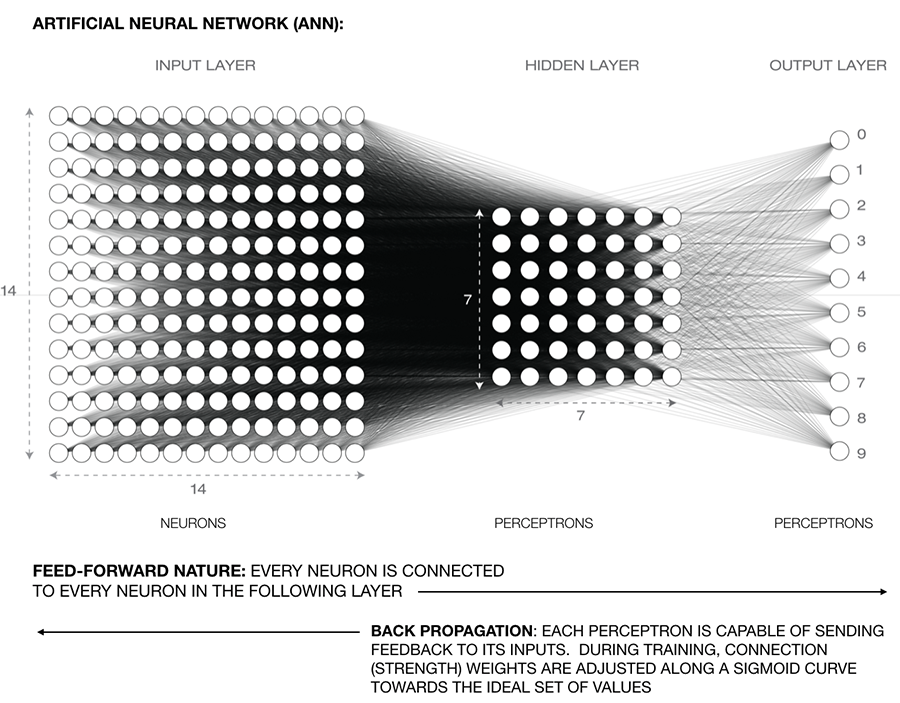 ARTIFICIAL NEURAL NETWORK (ANN):
INPUT LAYER
HIDDEN LAYER
OUTPUT LAYER
14
14
7
7
0
1
2
3
4
5
6
7
8
9
NEURONS
PERCEPTRONS
PERCEPTRONS
FEED-FORWARD NATURE: EVERY NEURON IS CONNECTED
TO EVERY NEURON IN THE FOLLOWING LAYER
BACK PROPAGATION: EACH PERCEPTRON IS CAPABLE OF SENDING
FEEDBACK TO ITS INPUTS. DURING TRAINING, CONNECTION
(STRENGTH) WEIGHTS ARE ADJUSTED ALONG A SIGMOID CURVE
TOWARDS THE IDEAL SET OF VALUES